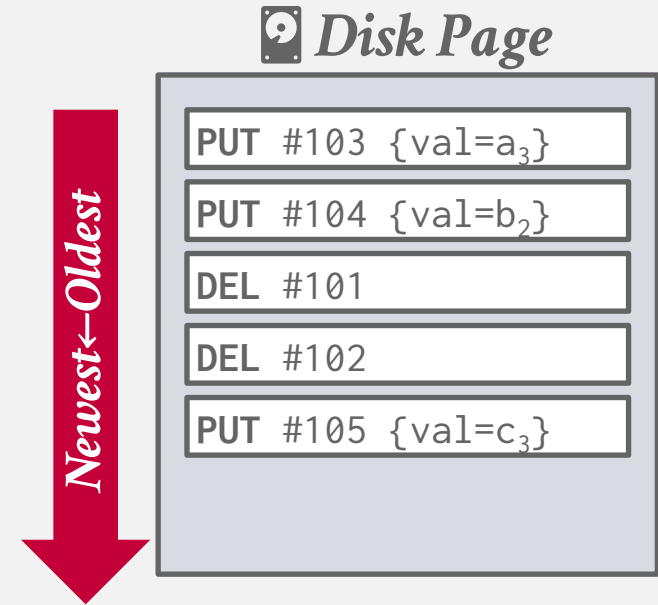 Disk Page
Newest←Oldest
PUT #103 {val=a₃}
PUT #104 {val=b₂}
DEL #101
DEL #102
PUT #105 {val=c₃}